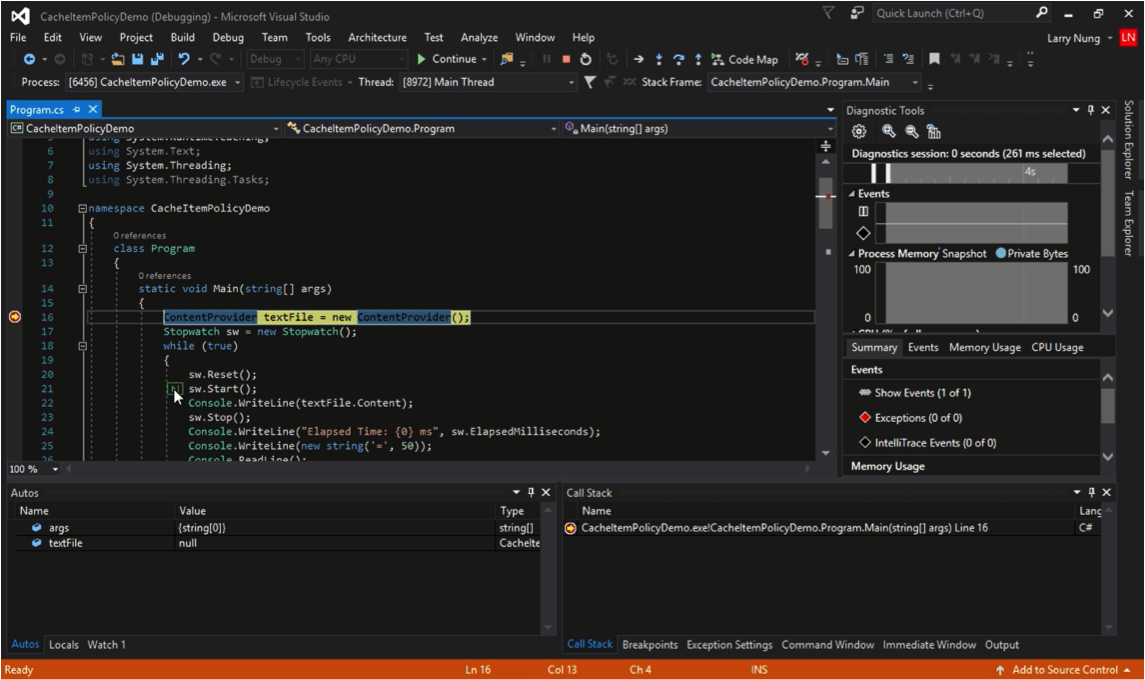 CacheItemPolicyDemo (Debugging) - Microsoft Visual Studio
Quick Launch (Ctrl+Q)
File Edit View Project Build Debug Team Tools Architecture Test Analyze Window Help
Larry Nung LN
Debug Any CPU Continue Code Map
Process: [6456] CacheItemPolicyDemo.exe Lifecycle Events Thread: [8972] Main Thread Stack Frame: CacheItemPolicyDemo.Program.Main
Program.cs
CacheItemPolicyDemo CacheItemPolicyDemo.Program Main(string[] args)
6 using System.Text;
7 using System.Threading;
8 using System.Threading.Tasks;
9
10 namespace CacheItemPolicyDemo
11 {
0 references
12 class Program
13 {
0 references
14 static void Main(string[] args)
15 {
16 ContentProvider textFile = new ContentProvider();
17 Stopwatch sw = new Stopwatch();
18 while (true)
19 {
20 sw.Reset();
21 sw.Start();
22 Console.WriteLine(textFile.Content);
23 sw.Stop();
24 Console.WriteLine("Elapsed Time: {0} ms", sw.ElapsedMilliseconds);
25 Console.WriteLine(new string('=', 50));
26 Console.ReadLine();
100 %
Diagnostic Tools
Diagnostics session: 0 seconds (261 ms selected)
4s
Events
Process Memory Snapshot Private Bytes
100 100
0 0
Summary Events Memory Usage CPU Usage
Events
Show Events (1 of 1)
Exceptions (0 of 0)
IntelliTrace Events (0 of 0)
Memory Usage
Solution Explorer
Team Explorer
Autos
Name Value Type
args {string[0]} string[]
textFile null CacheIte
Autos Locals Watch 1
Call Stack
Name Lang
CacheItemPolicyDemo.exe!CacheItemPolicyDemo.Program.Main(string[] args) Line 16 C#
Call Stack Breakpoints Exception Settings Command Window Immediate Window Output
Ready Ln 16 Col 13 Ch 4 INS Add to Source Control